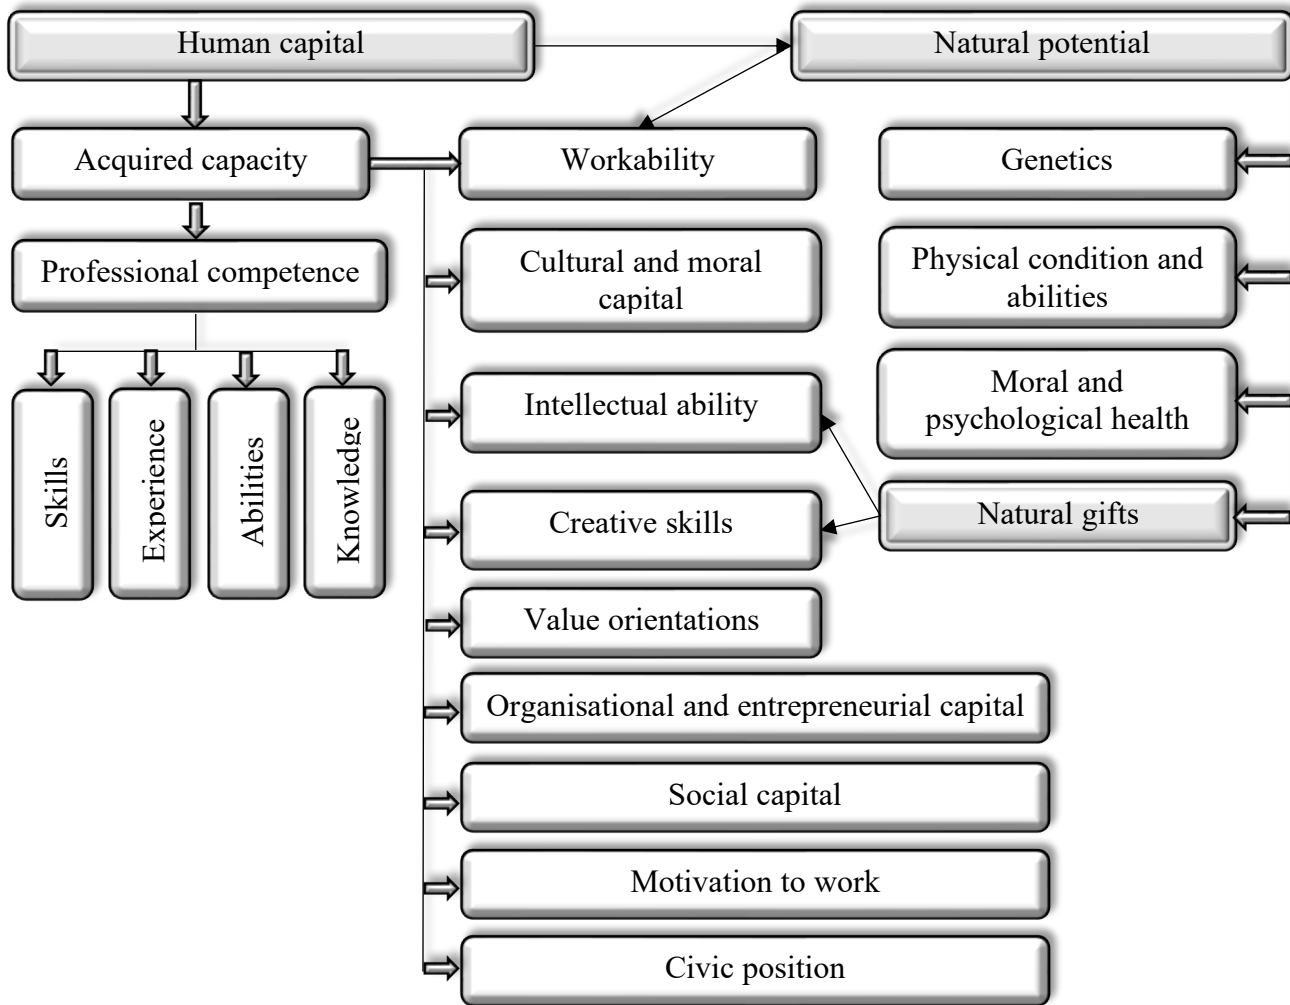 Human capital
Natural potential
Acquired capacity
Workability
Genetics
Professional competence
Cultural and moral
capital
Physical condition and
abilities
Skills
Experience
Abilities
Knowledge
Intellectual ability
Moral and
psychological health
Creative skills
Natural gifts
Value orientations
Organisational and entrepreneurial capital
Social capital
Motivation to work
Civic position